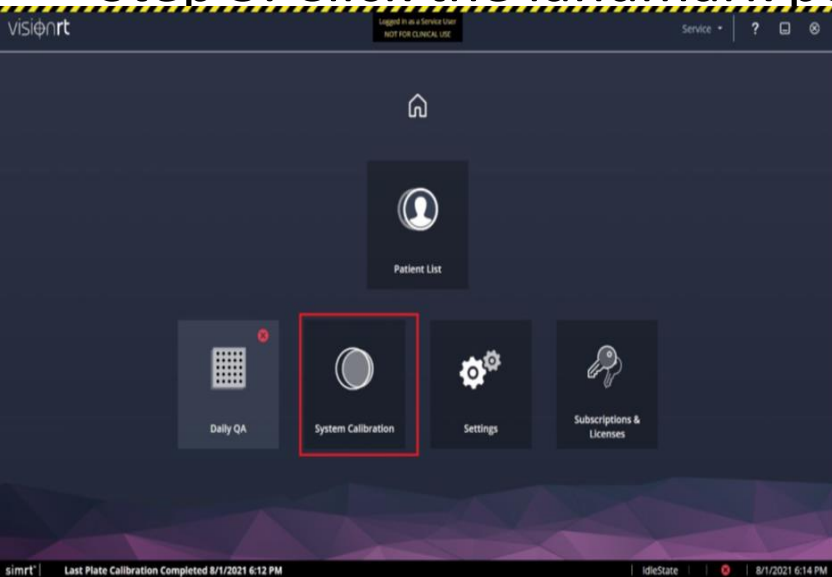 visionrt
Logged in as a Service User
NOT FOR CLINICAL USE
Service
?
Patient List
Daily QA
System Calibration
Settings
Subscriptions &
Licenses
simrt
Last Plate Calibration Completed 8/1/2021 6:12 PM
IdleState
8/1/2021 6:14 PM